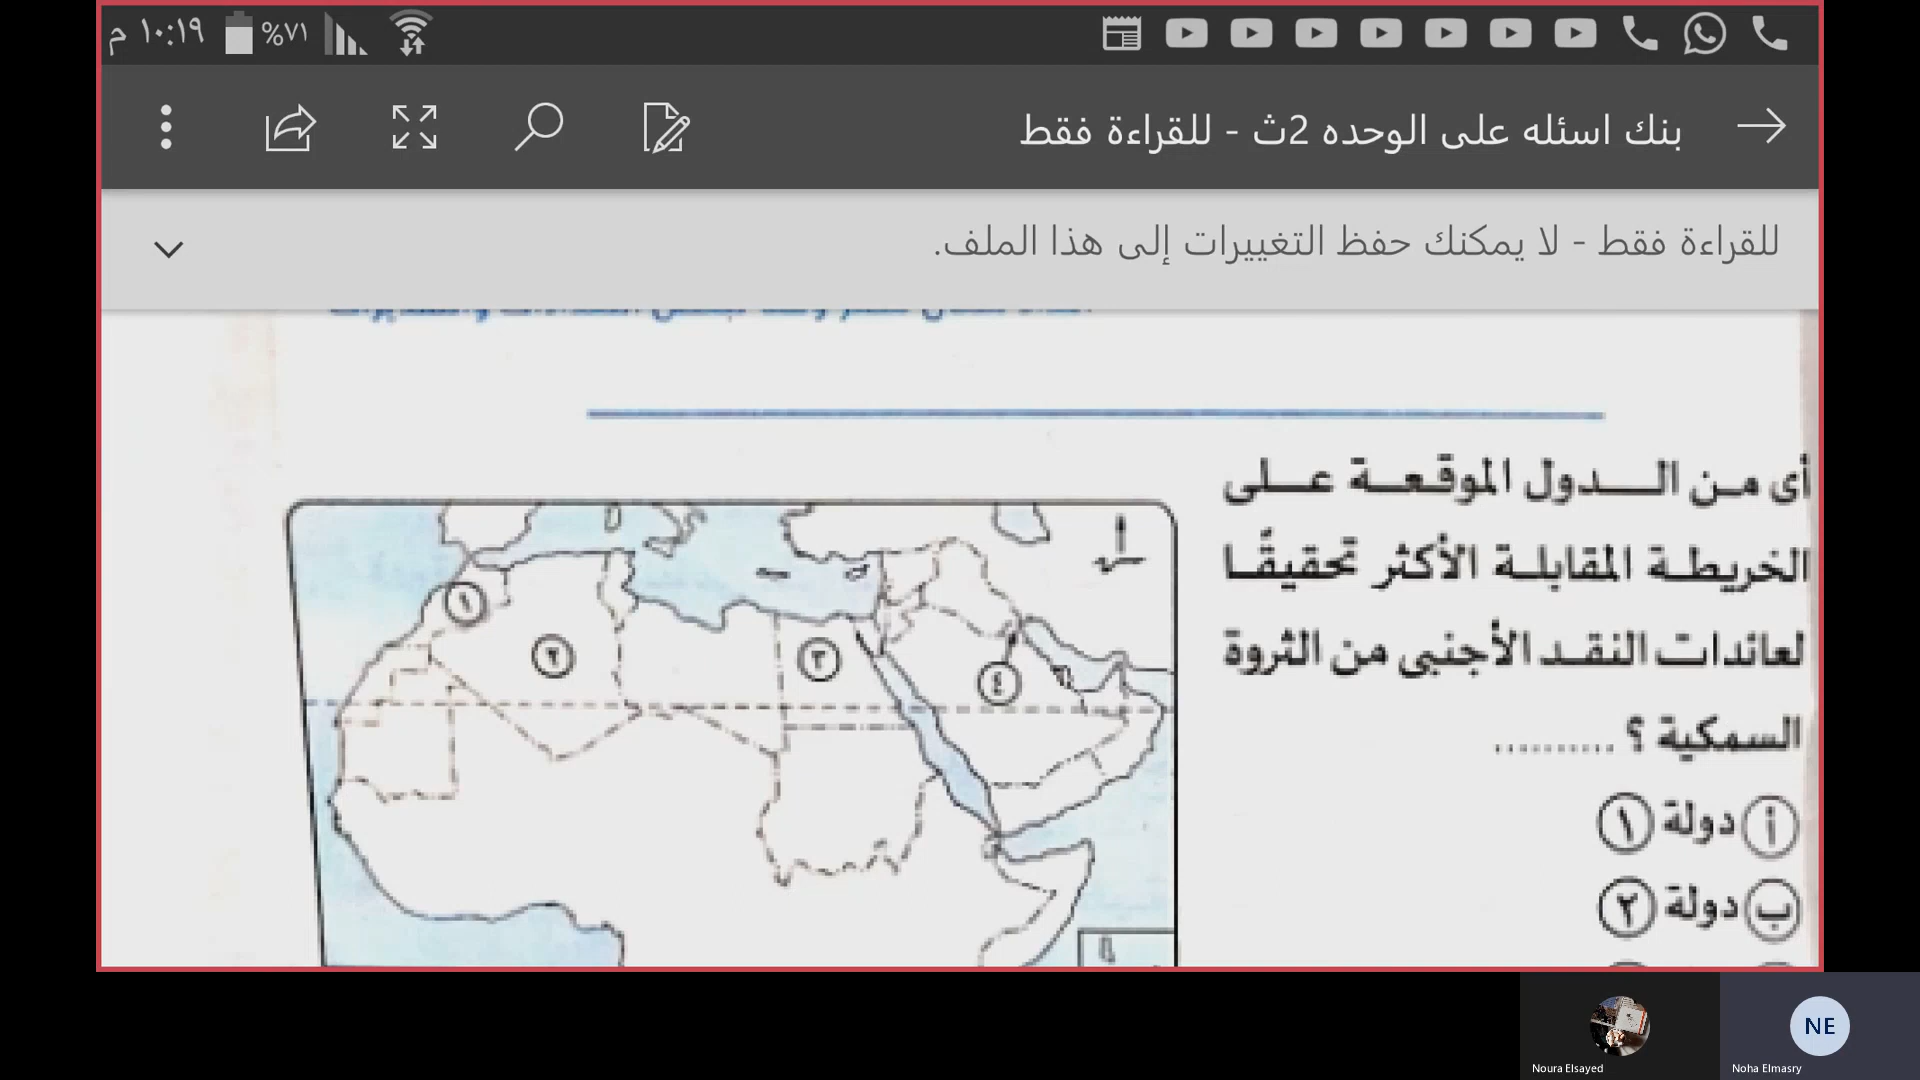 ١٠:١٩ م
%٧١
بنك اسئله على الوحده 2ث - للقراءة فقط
للقراءة فقط - لا يمكنك حفظ التغييرات إلى هذا الملف.
أى من الدول الموقعة على
الخريطة المقابلة الأكثر تحقيقًا
لعائدات النقد الأجنبى من الثروة
السمكية ؟ ..........
أ دولة ١
ب دولة ٢
١
٢
٣
٤
NE
Noura Elsayed
Noha Elmasry